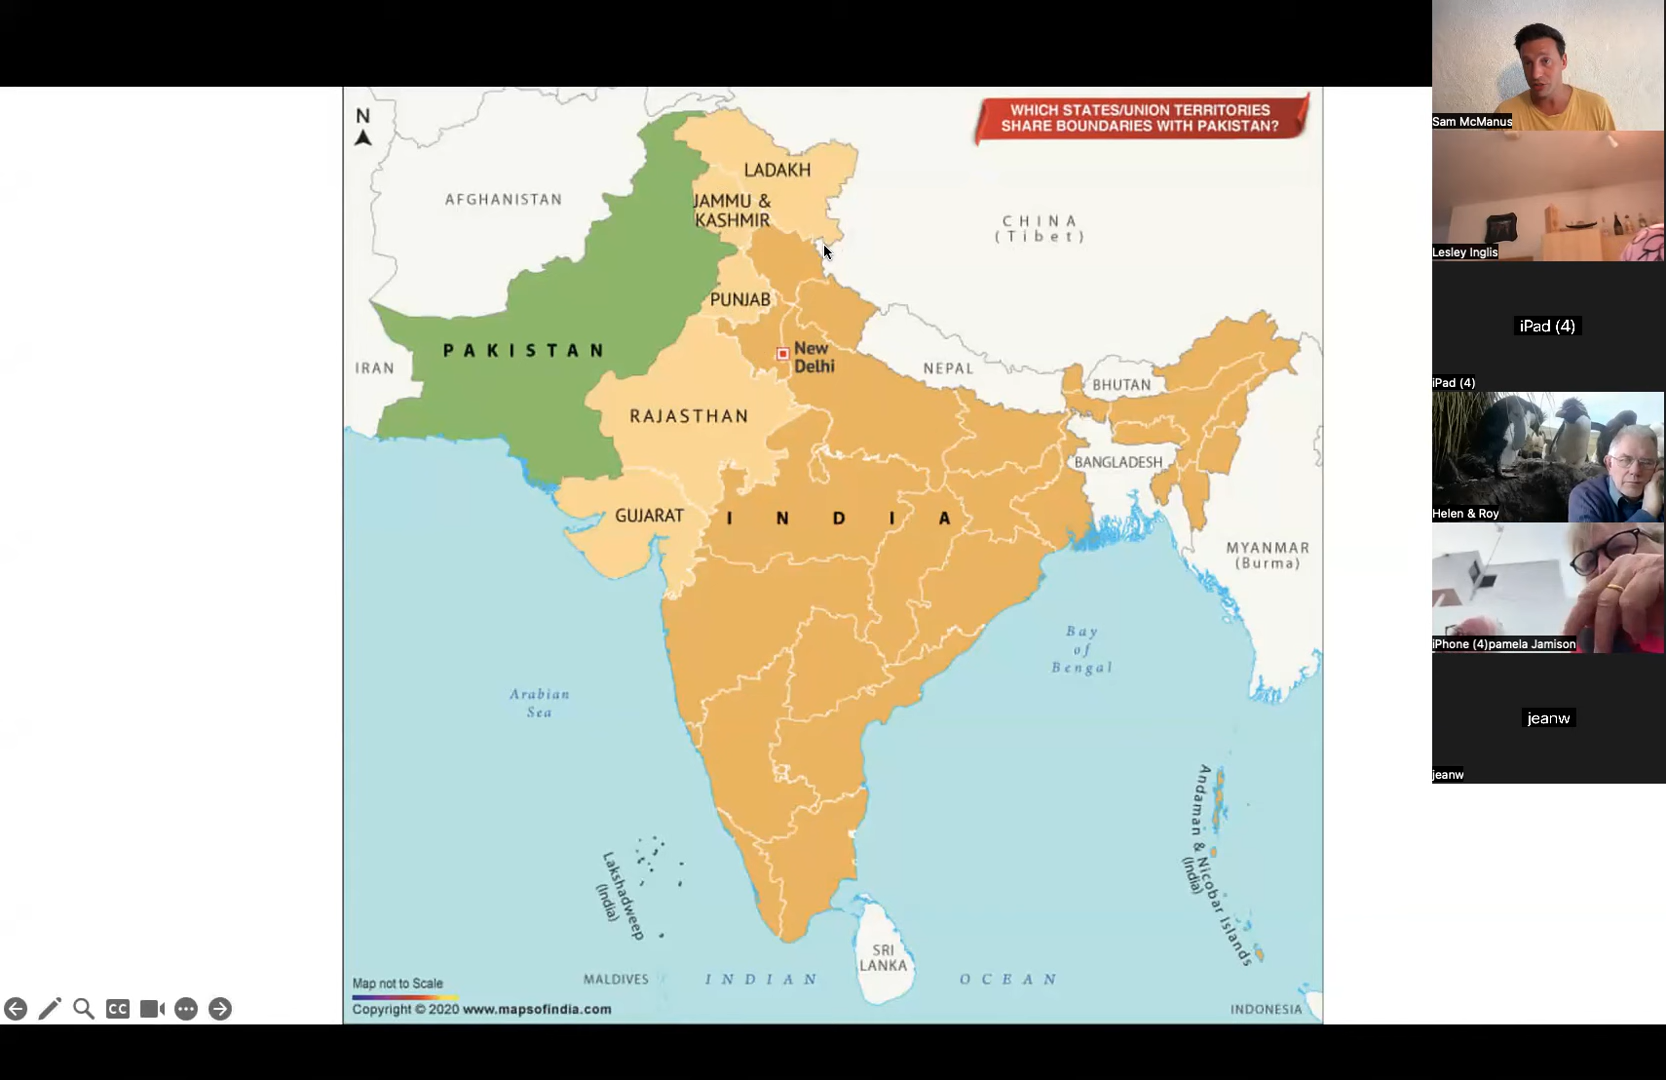 N
WHICH STATES/UNION TERRITORIES
SHARE BOUNDARIES WITH PAKISTAN?
AFGHANISTAN
LADAKH
JAMMU &
KASHMIR
CHINA
(Tibet)
PUNJAB
PAKISTAN
New
Delhi
IRAN
NEPAL
BHUTAN
RAJASTHAN
BANGLADESH
GUJARAT
INDIA
MYANMAR
(Burma)
Bay
of
Bengal
Arabian
Sea
Andaman & Nicobar Islands
(India)
Lakshadweep
(India)
SRI
LANKA
MALDIVES
INDIAN OCEAN
INDONESIA
Map not to Scale
Copyright © 2020 www.mapsofindia.com
CC
Sam McManus
Lesley Inglis
iPad (4)
iPad (4)
Helen & Roy
iPhone (4)pamela Jamison
jeanw
jeanw